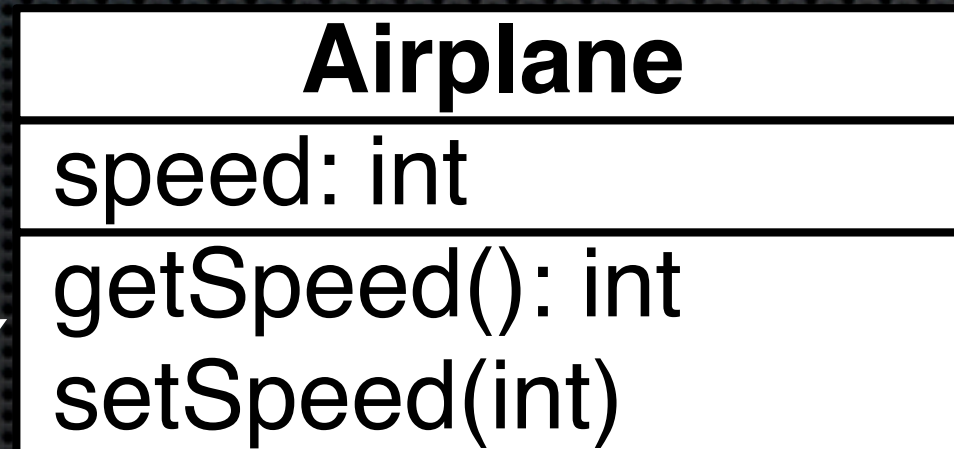 Airplane
speed: int
getSpeed(): int
setSpeed(int)